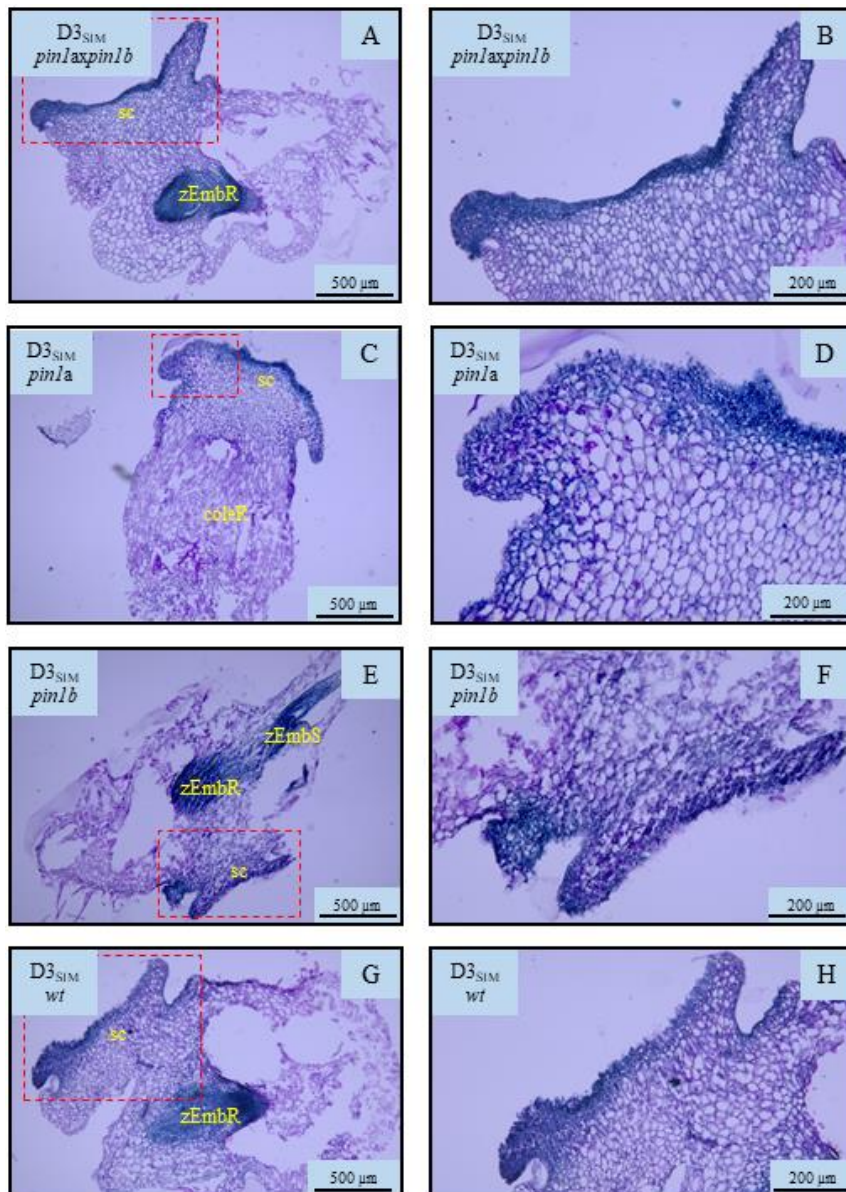 D3SIM
pin1axpin1b
A
sc
zEmbR
500 µm
D3SIM
pin1axpin1b
B
200 µm
D3SIM
pin1a
C
sc
coleR
500 µm
D3SIM
pin1a
D
200 µm
D3SIM
pin1b
E
zEmbS
zEmbR
sc
500 µm
D3SIM
pin1b
F
200 µm
D3SIM
wt
G
sc
zEmbR
500 µm
D3SIM
wt
H
200 µm